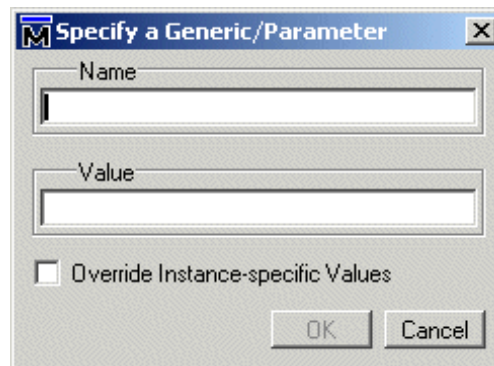 M Specify a Generic/Parameter
Name
Value
Override Instance-specific Values
OK Cancel